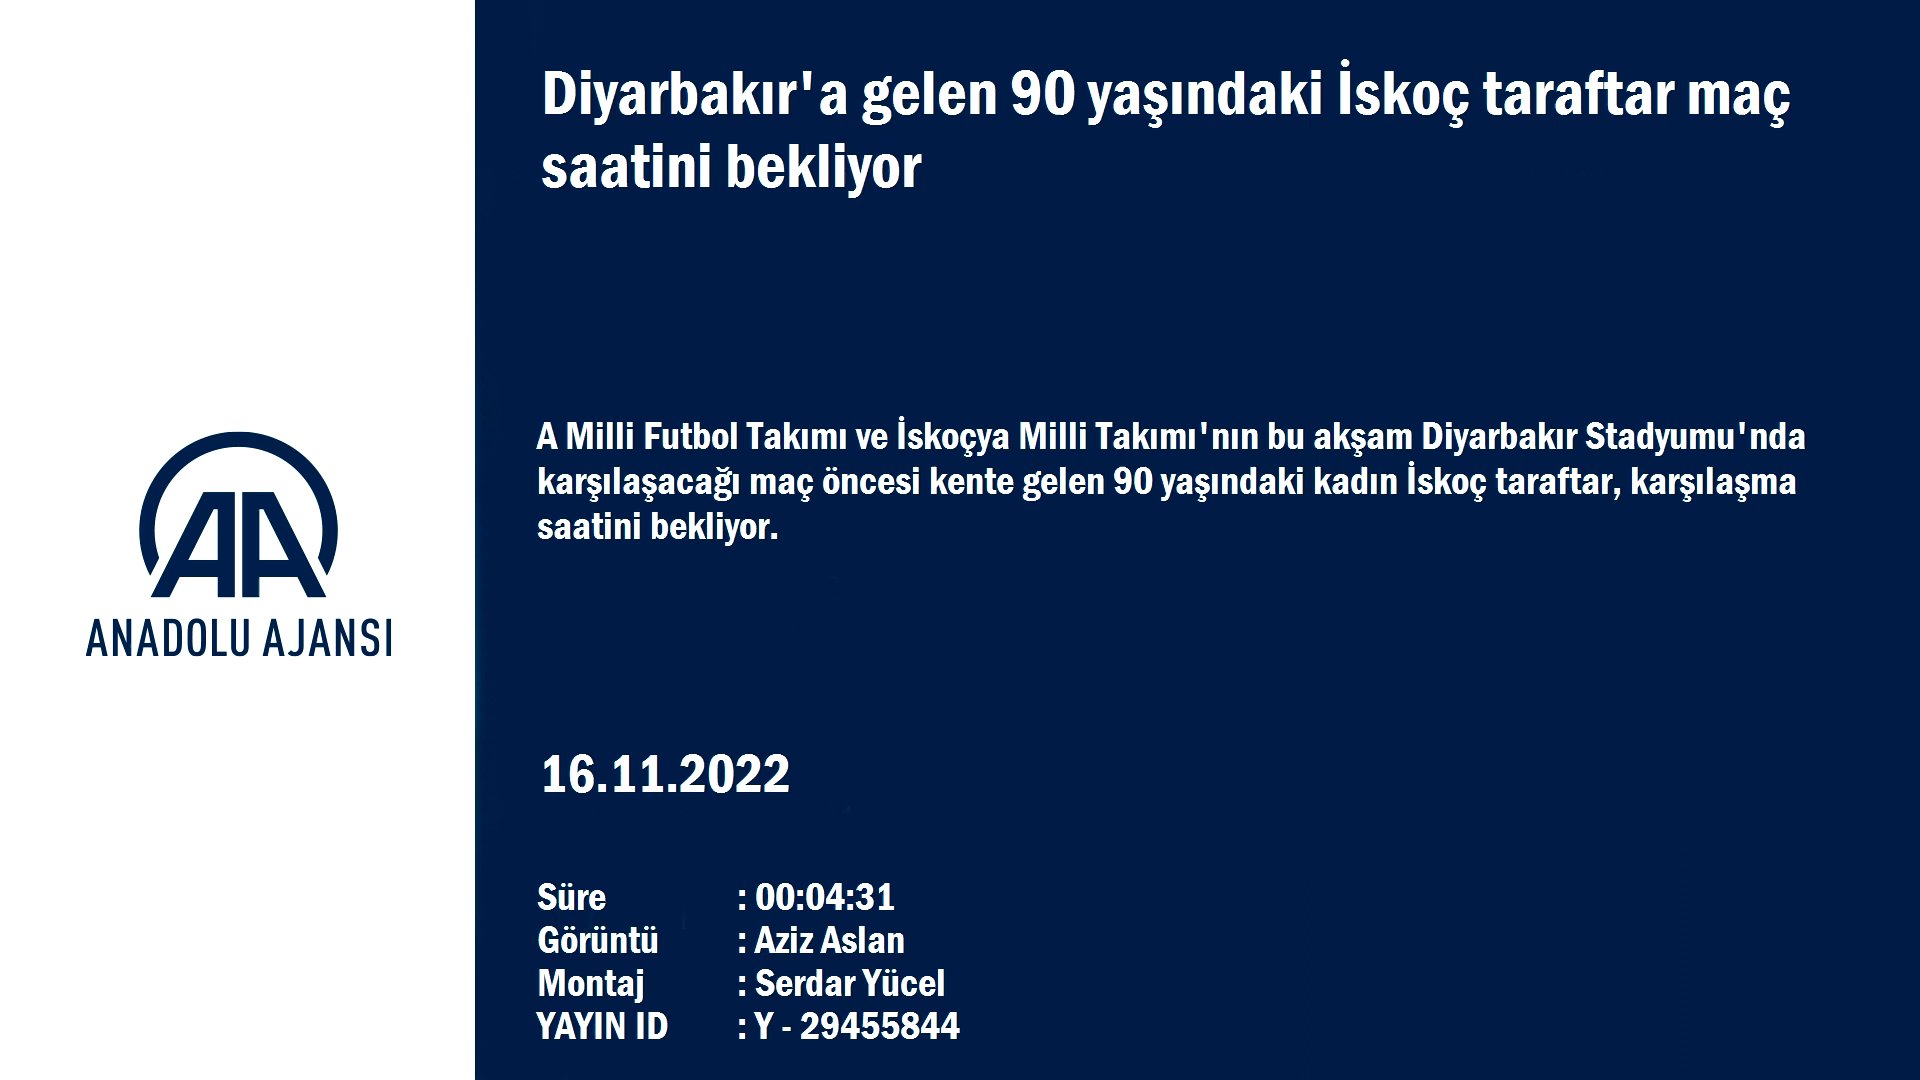 Diyarbakır'a gelen 90 yaşındaki İskoç taraftar maç
saatini bekliyor
A Milli Futbol Takımı ve İskoçya Milli Takımı'nın bu akşam Diyarbakır Stadyumu'nda
karşılaşacağı maç öncesi kente gelen 90 yaşındaki kadın İskoç taraftar, karşılaşma
saatini bekliyor.
AA
ANADOLU AJANSI
16.11.2022
Süre : 00:04:31
Görüntü : Aziz Aslan
Montaj : Serdar Yücel
YAYIN ID : Y - 29455844